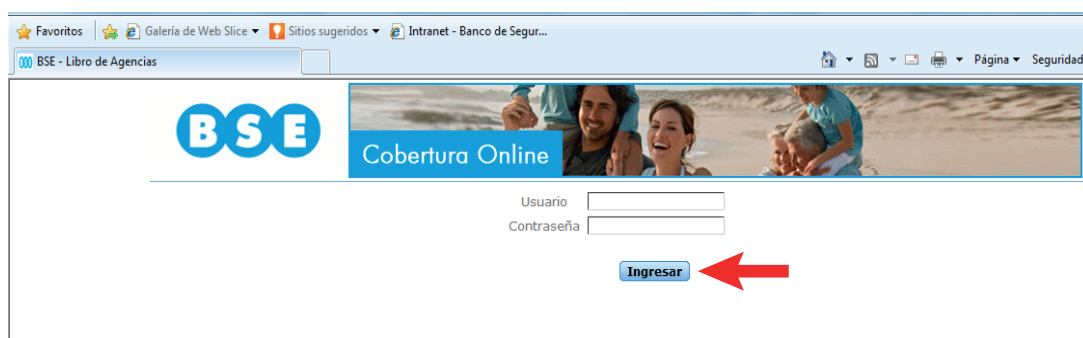 Favoritos Galería de Web Slice Sitios sugeridos Intranet - Banco de Segur...
BSE - Libro de Agencias Página Seguridad
BSE
Cobertura Online
Usuario
Contraseña
Ingresar